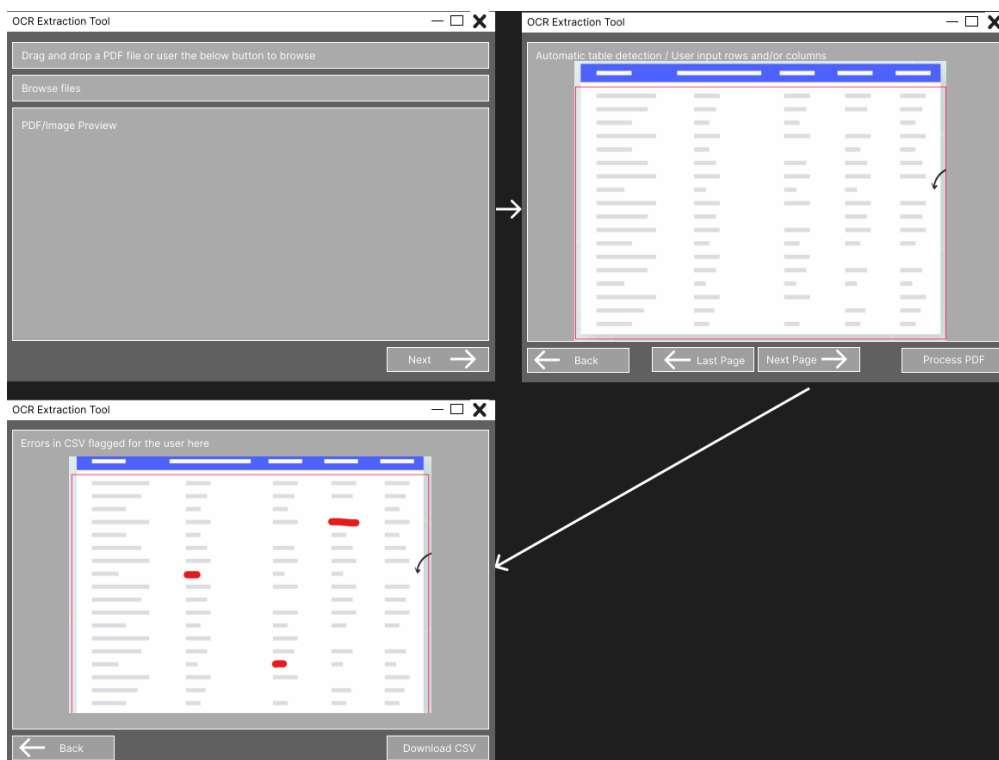 OCR Extraction Tool
Drag and drop a PDF file or user the below button to browse
Browse files
PDF/Image Preview
Next
OCR Extraction Tool
Automatic table detection / User input rows and/or columns
Back
Last Page
Next Page
Process PDF
OCR Extraction Tool
Errors in CSV flagged for the user here
Back
Download CSV